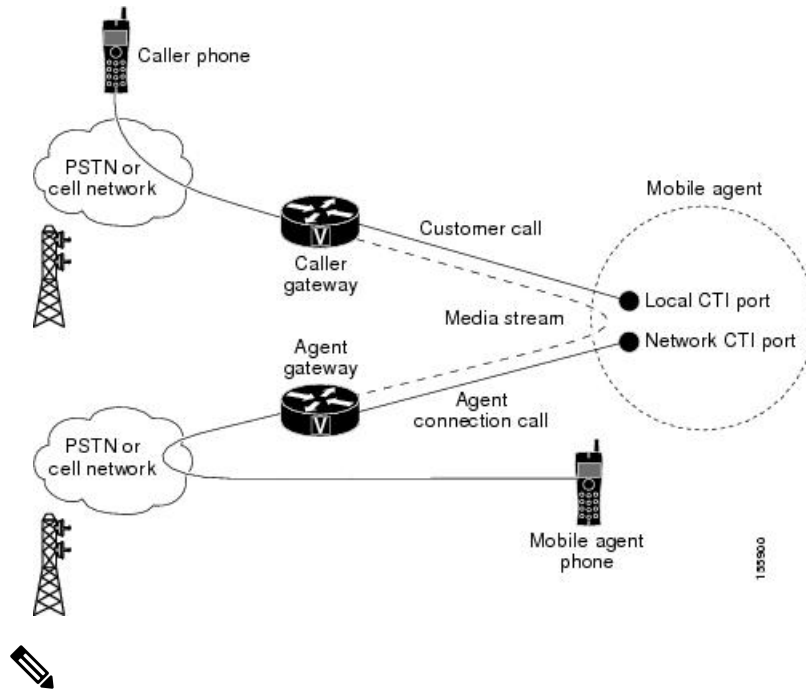 Caller phone
PSTN or
cell network
Mobile agent
Customer call
V
Caller
gateway
Local CTI port
Media stream
Network CTI port
Agent
gateway
V
Agent
connection call
PSTN or
cell network
Mobile agent
phone
155900